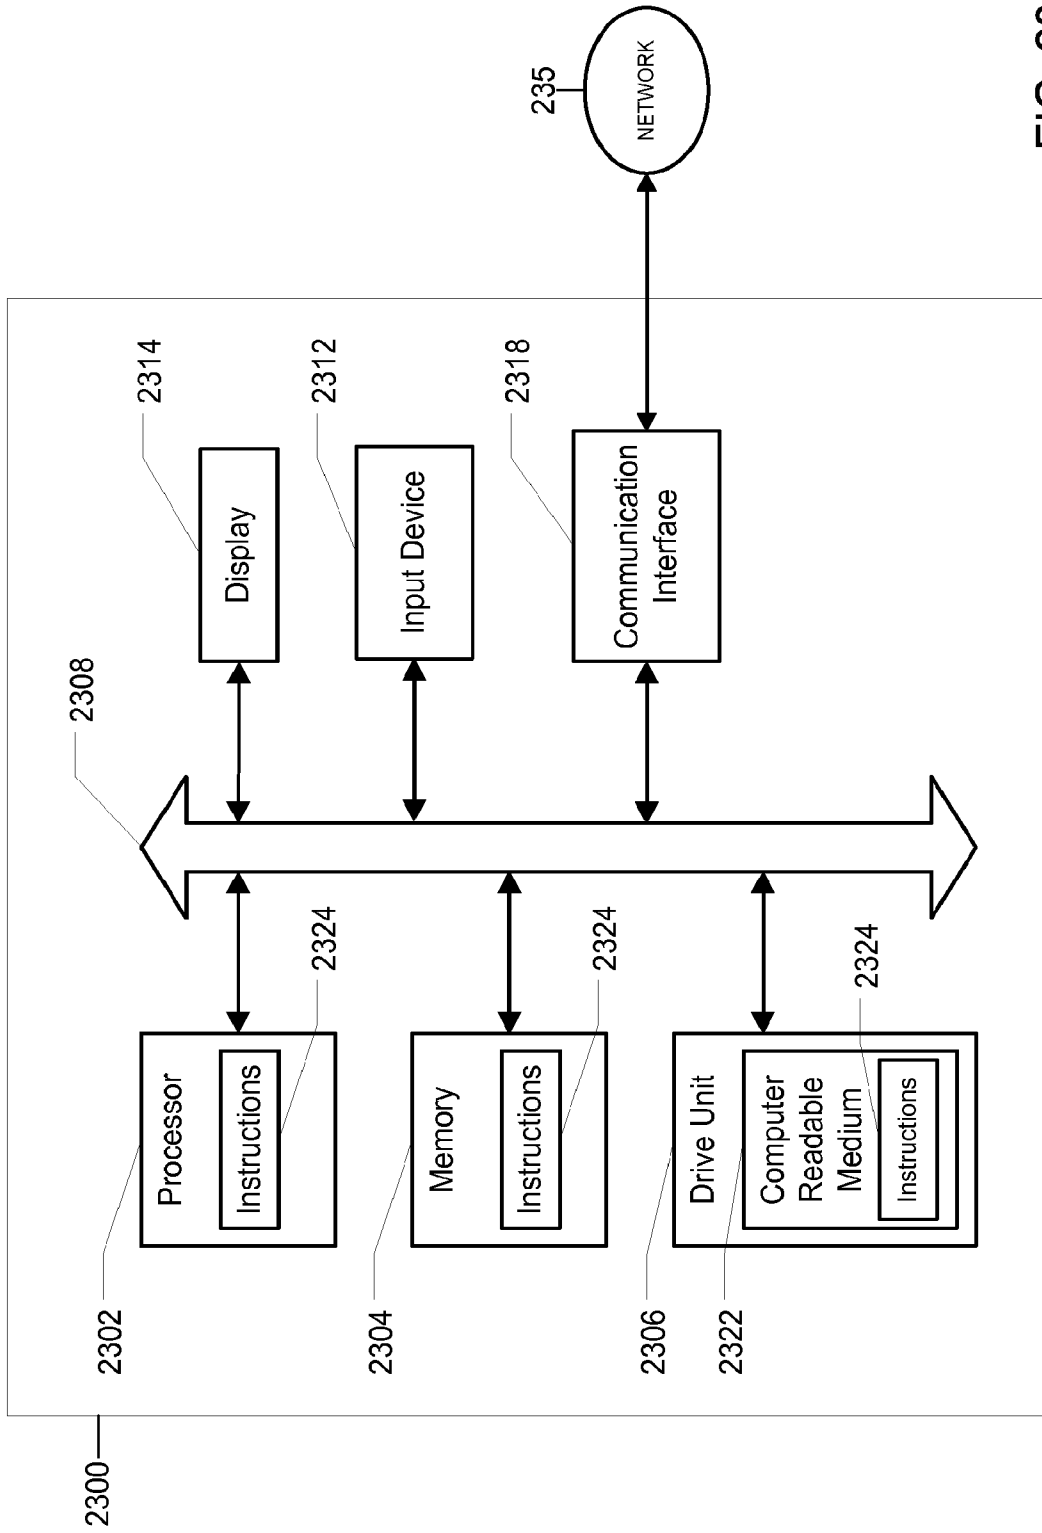 2300
2302
Processor
Instructions
2324
2304
Memory
Instructions
2324
2306
2322
Drive Unit
Computer
Readable
Medium
Instructions
2324
2308
Display
2314
Input Device
2312
Communication
Interface
2318
235
NETWORK